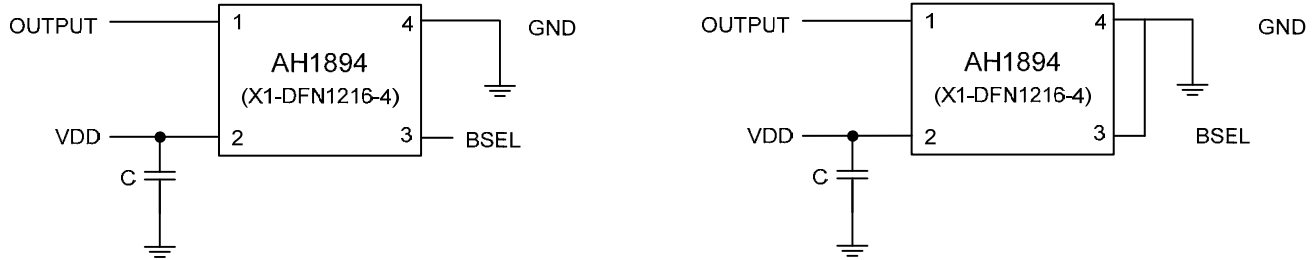 OUTPUT
1
4
GND
AH1894
(X1-DFN1216-4)
VDD
2
3
BSEL
C
OUTPUT
1
4
GND
AH1894
(X1-DFN1216-4)
VDD
2
3
BSEL
C